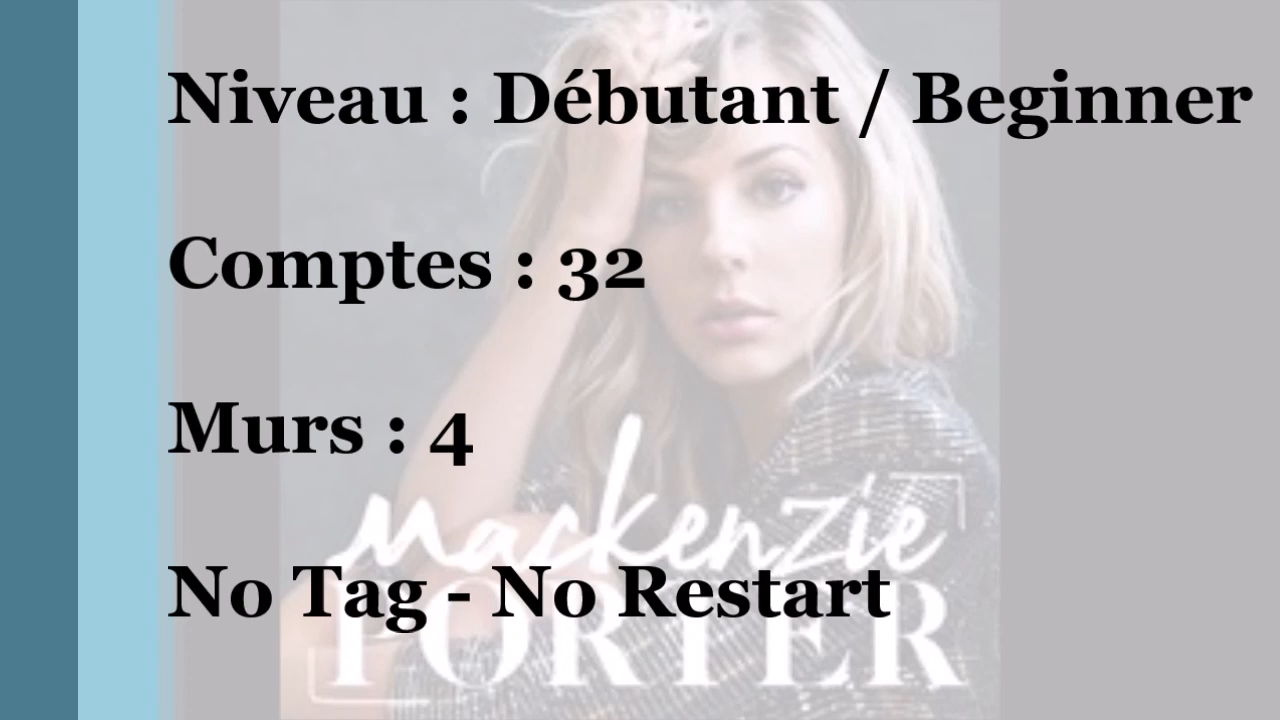 Niveau : Débutant / Beginner
Comptes : 32
Murs : 4
Mackenzie
No Tag - No Restart
PORTER